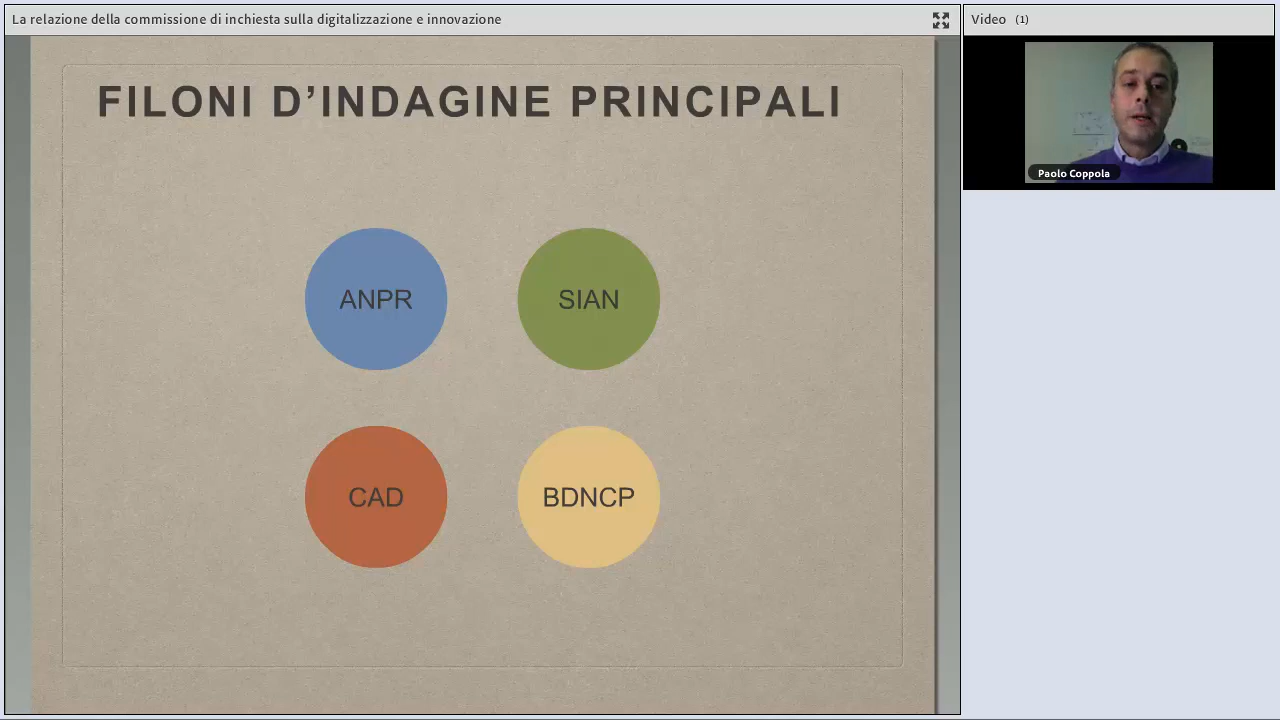 La relazione della commissione di inchiesta sulla digitalizzazione e innovazione
Video (1)
FILONI D’INDAGINE PRINCIPALI
Paolo Coppola
ANPR
SIAN
CAD
BDNCP